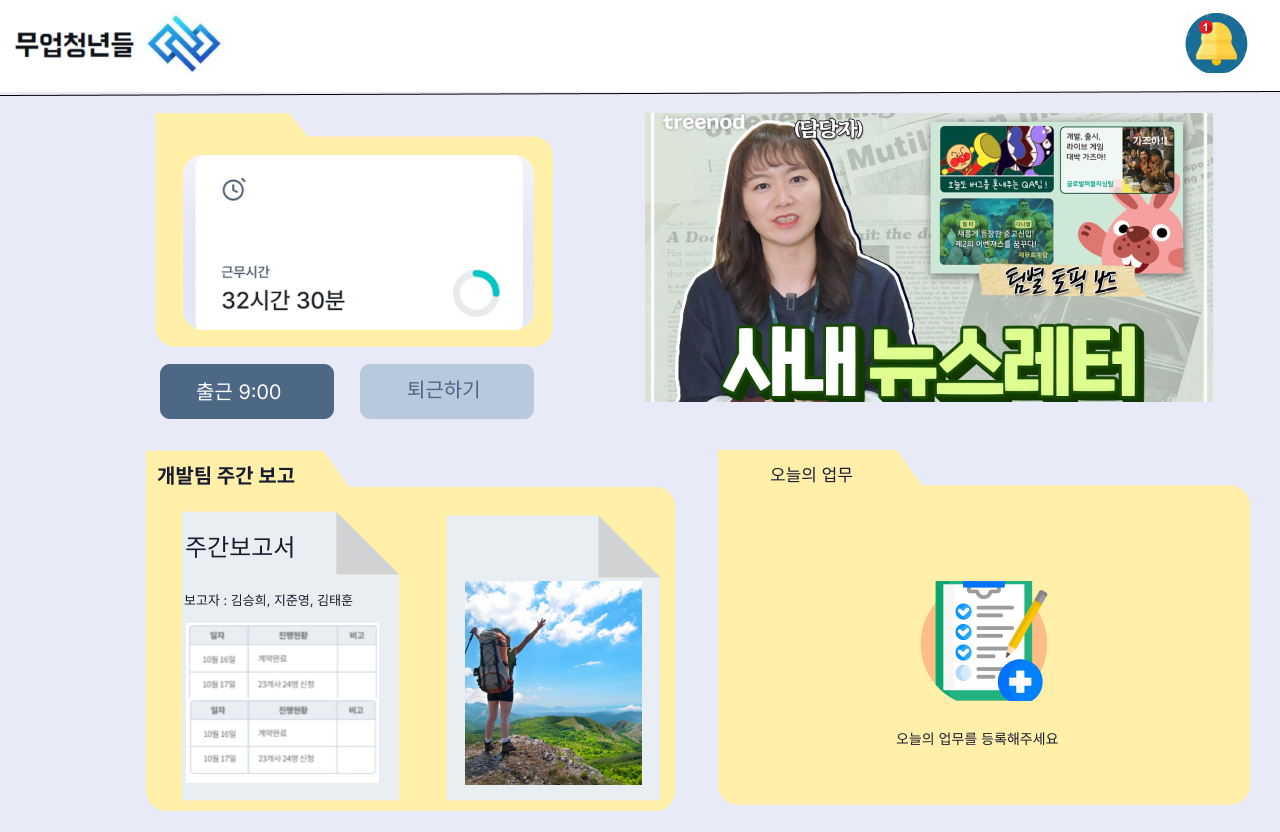 무업청년들
1
근무시간
32시간 30분
출근 9:00
퇴근하기
treenod
(담당자)
오늘도 버그를 혼내주는 QA팀!
개발, 출시,
라이브 게임
대박 가즈아!
가즈아!!
글로벌퍼블리싱팀
새롭게 등장한 중고신입!
제2의 어벤져스를 꿈꾸다!
재무회계팀
팀별 토픽 보드
사내 뉴스레터
개발팀 주간 보고
주간보고서
보고자 : 김승희, 지준영, 김태훈
일자 진행현황 비고
10월 16일 계약완료
10월 17일 23개사 24명 신청
일자 진행현황 비고
10월 16일 계약완료
10월 17일 23개사 24명 신청
오늘의 업무
오늘의 업무를 등록해주세요